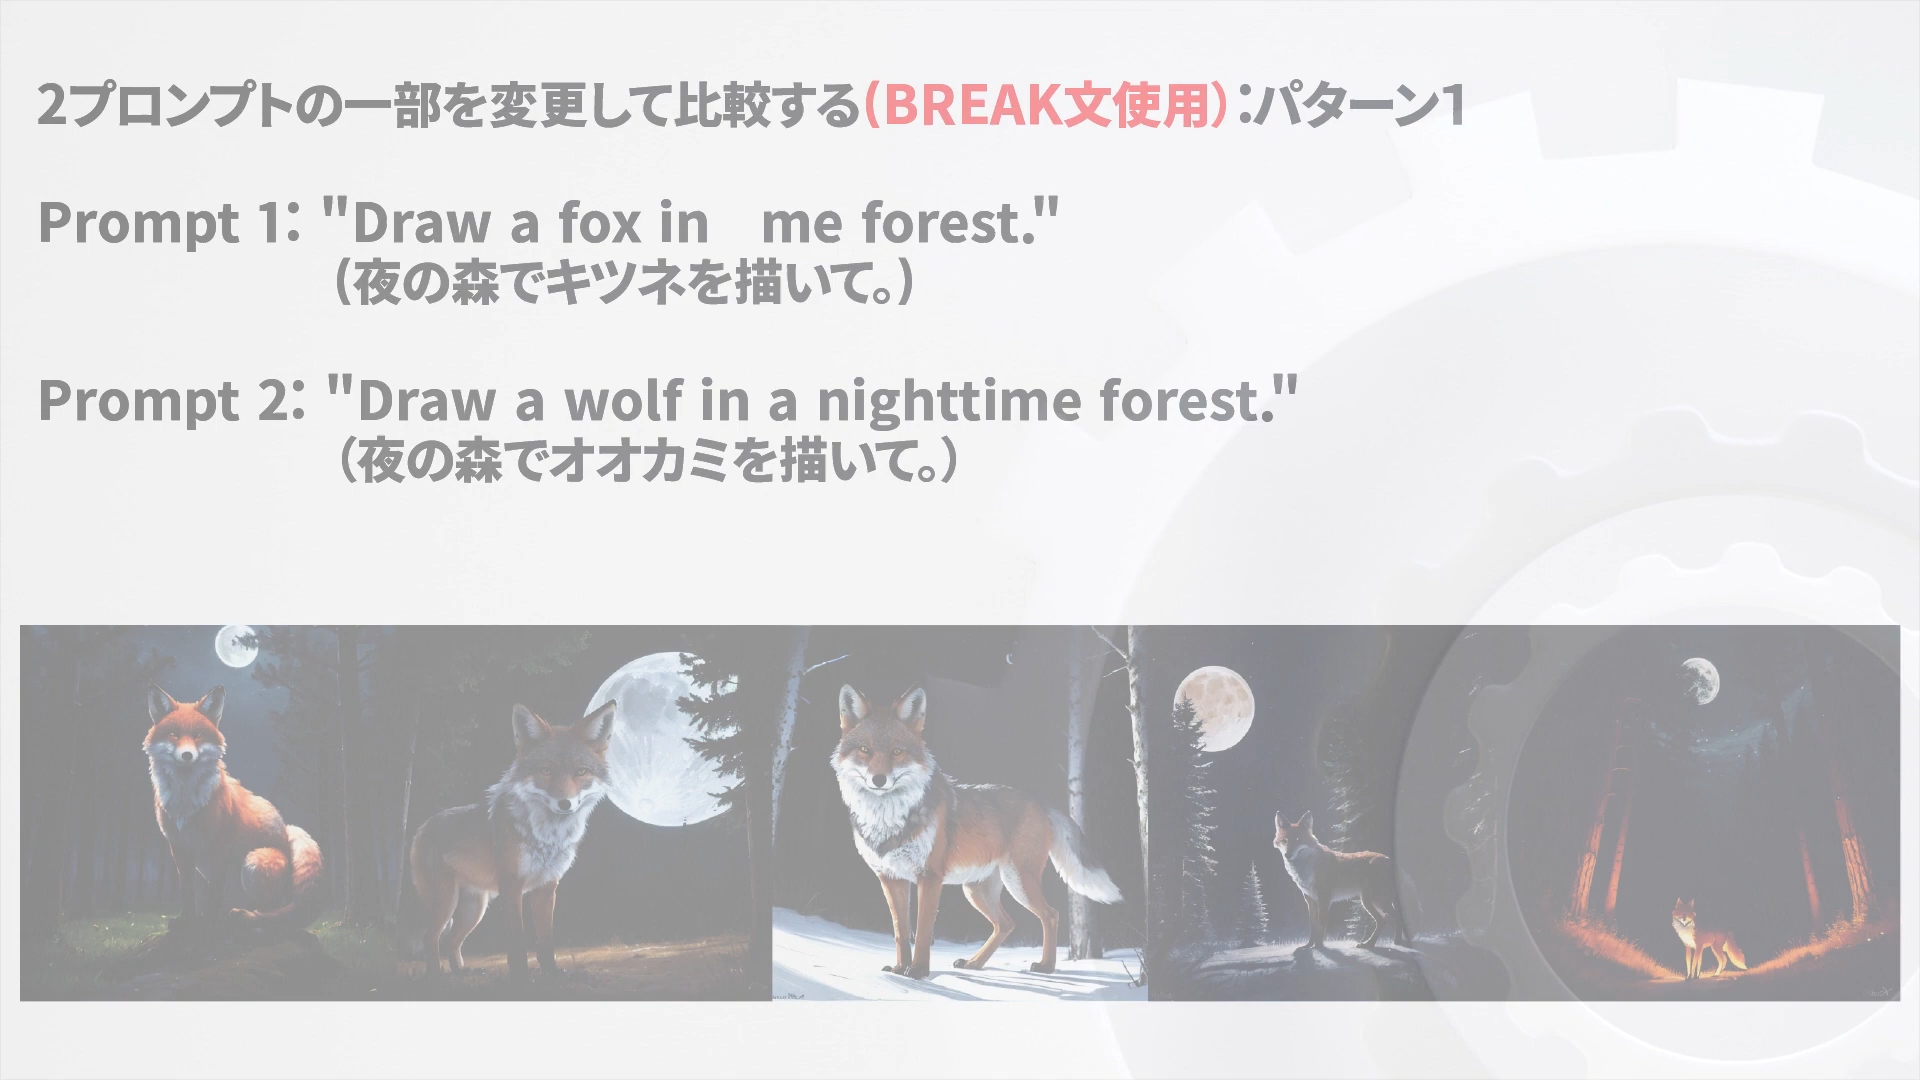 2プロンプトの一部を変更して比較する(BREAK文使用):パターン1
Prompt 1: "Draw a fox in me forest."
(夜の森でキツネを描いて。)
Prompt 2: "Draw a wolf in a nighttime forest."
(夜の森でオオカミを描いて。)